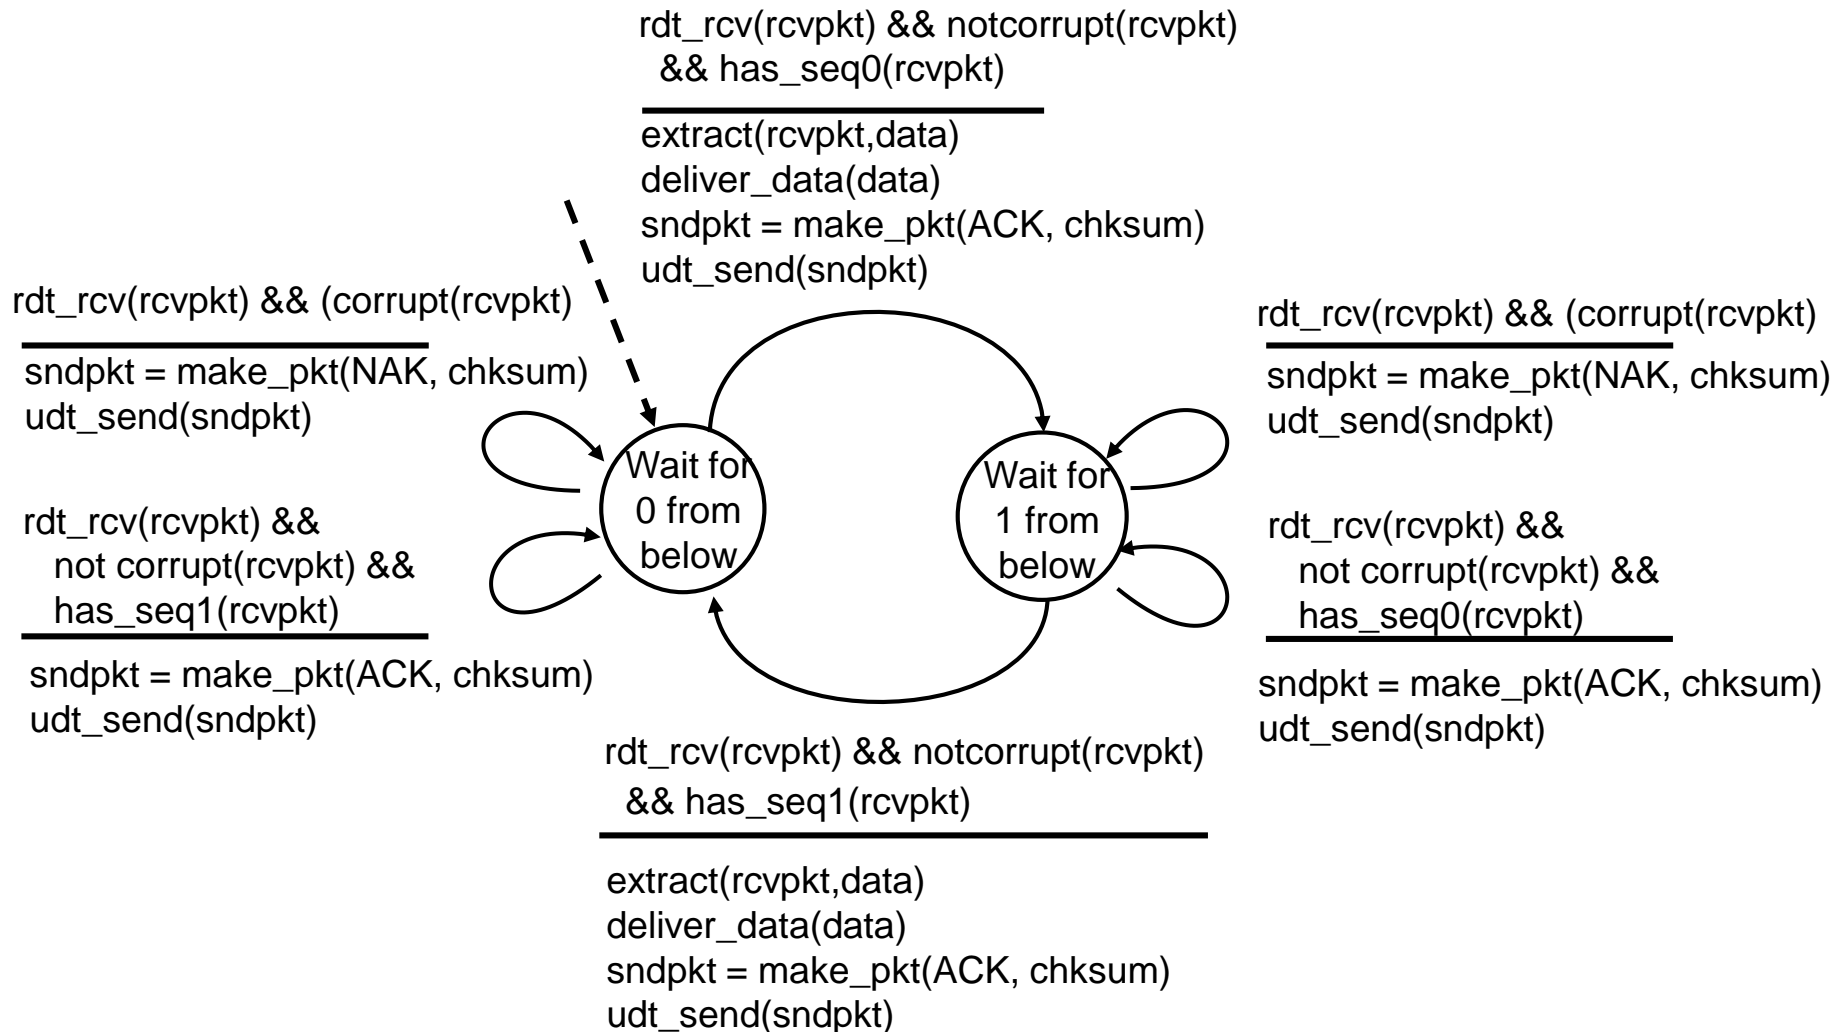 rdt_rcv(rcvpkt) && notcorrupt(rcvpkt)
&& has_seq0(rcvpkt)
extract(rcvpkt,data)
deliver_data(data)
sndpkt = make_pkt(ACK, chksum)
udt_send(sndpkt)
rdt_rcv(rcvpkt) && (corrupt(rcvpkt)
sndpkt = make_pkt(NAK, chksum)
udt_send(sndpkt)
rdt_rcv(rcvpkt) &&
not corrupt(rcvpkt) &&
has_seq1(rcvpkt)
sndpkt = make_pkt(ACK, chksum)
udt_send(sndpkt)
Wait for
0 from
below
Wait for
1 from
below
rdt_rcv(rcvpkt) && (corrupt(rcvpkt)
sndpkt = make_pkt(NAK, chksum)
udt_send(sndpkt)
rdt_rcv(rcvpkt) &&
not corrupt(rcvpkt) &&
has_seq0(rcvpkt)
sndpkt = make_pkt(ACK, chksum)
udt_send(sndpkt)
rdt_rcv(rcvpkt) && notcorrupt(rcvpkt)
&& has_seq1(rcvpkt)
extract(rcvpkt,data)
deliver_data(data)
sndpkt = make_pkt(ACK, chksum)
udt_send(sndpkt)